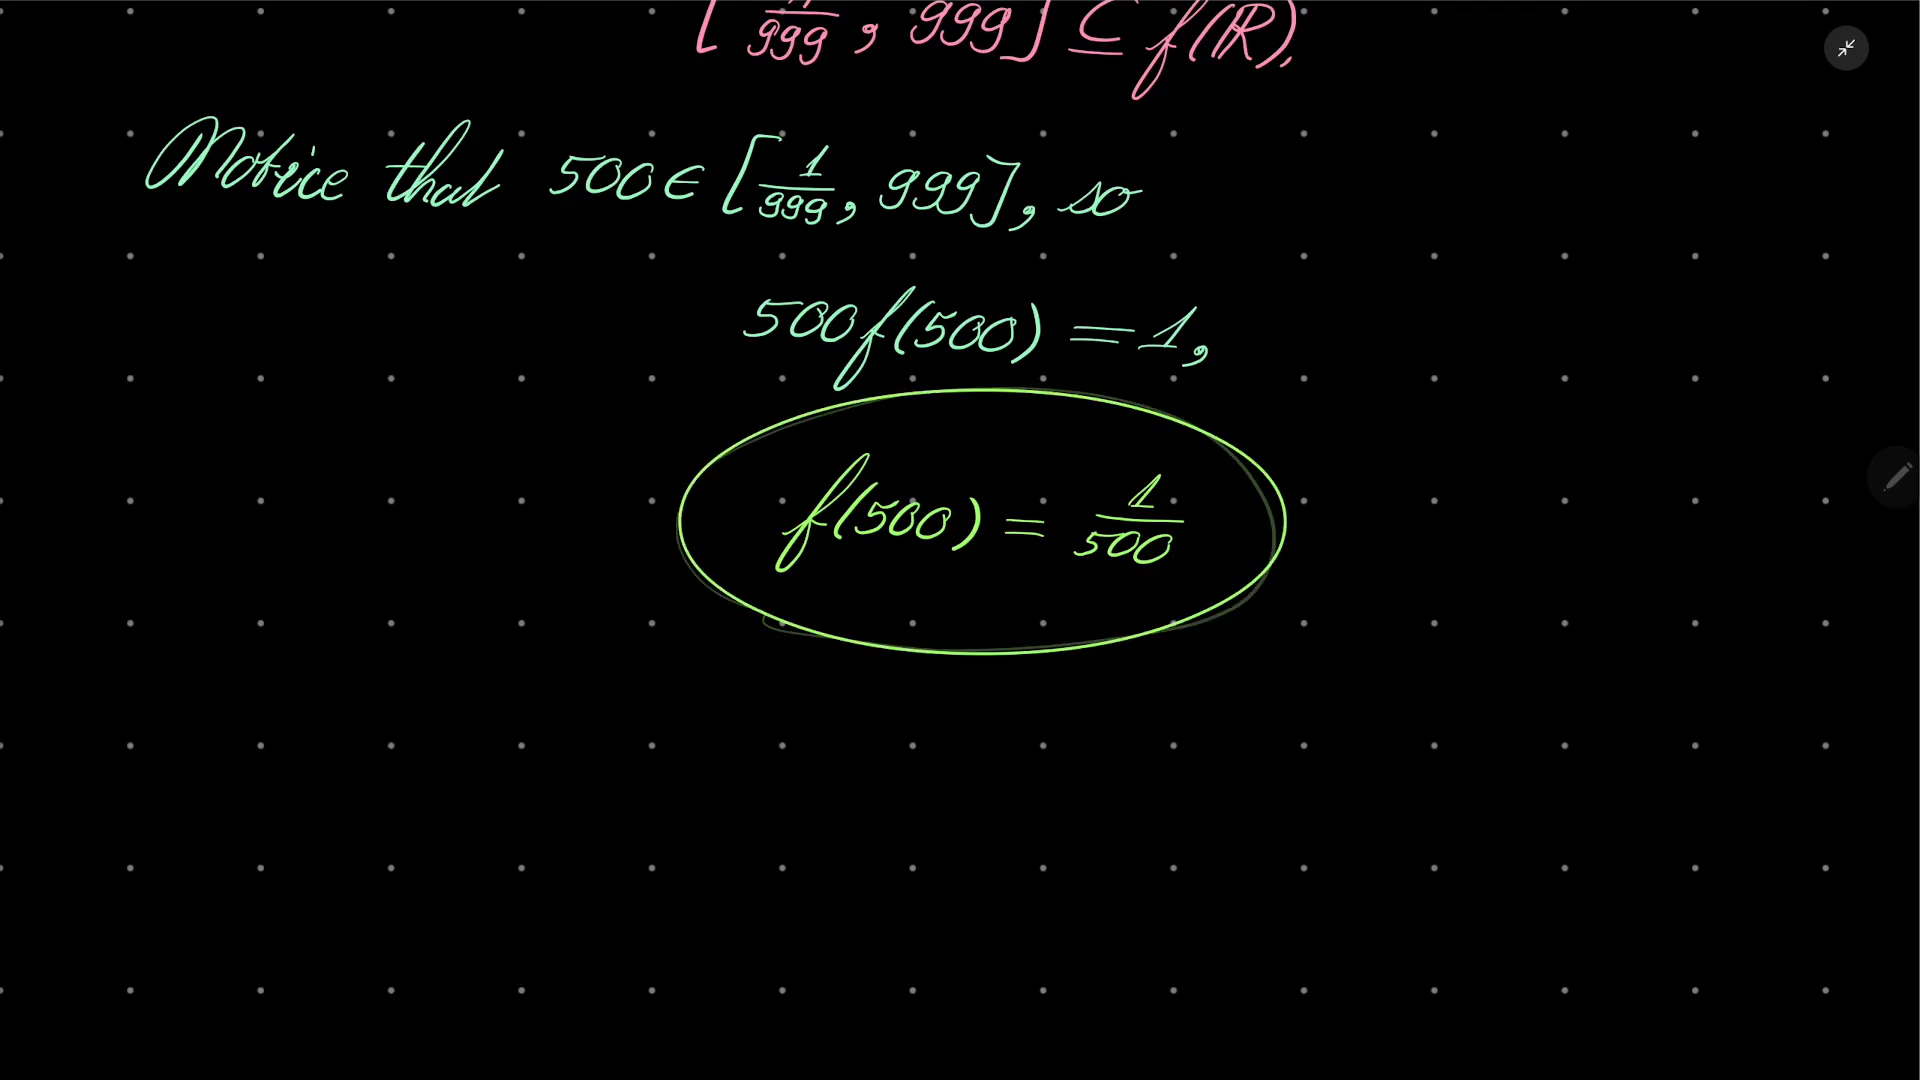 [1/999, 999] ⊆ f(ℝ).
Notice that 500 ∈ [1/999, 999], so
500f(500) = 1,
f(500) = 1/500